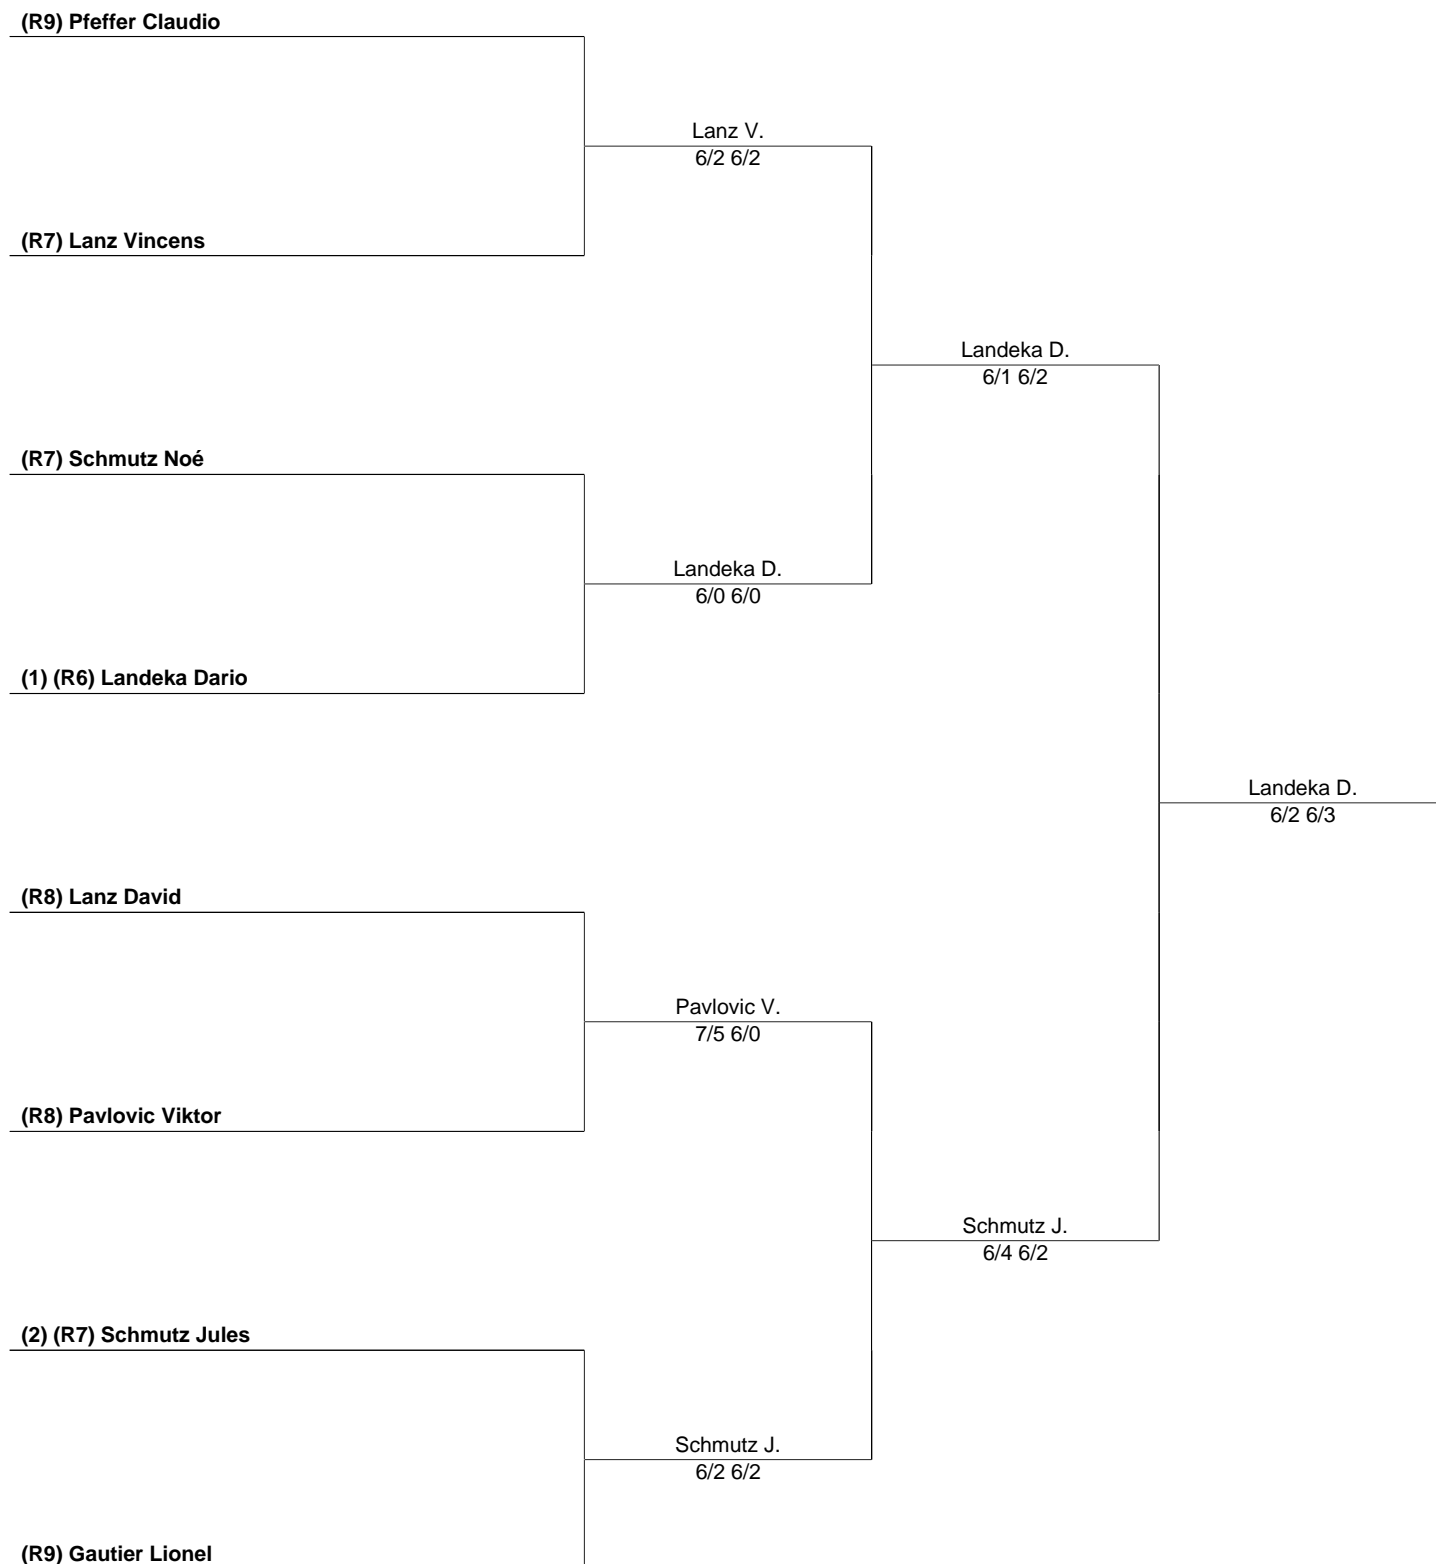 (R9) Pfeffer Claudio
Lanz V.
6/2 6/2
(R7) Lanz Vincens
Landeka D.
6/1 6/2
(R7) Schmutz Noé
Landeka D.
6/0 6/0
(1) (R6) Landeka Dario
Landeka D.
6/2 6/3
(R8) Lanz David
Pavlovic V.
7/5 6/0
(R8) Pavlovic Viktor
Schmutz J.
6/4 6/2
(2) (R7) Schmutz Jules
Schmutz J.
6/2 6/2
(R9) Gautier Lionel